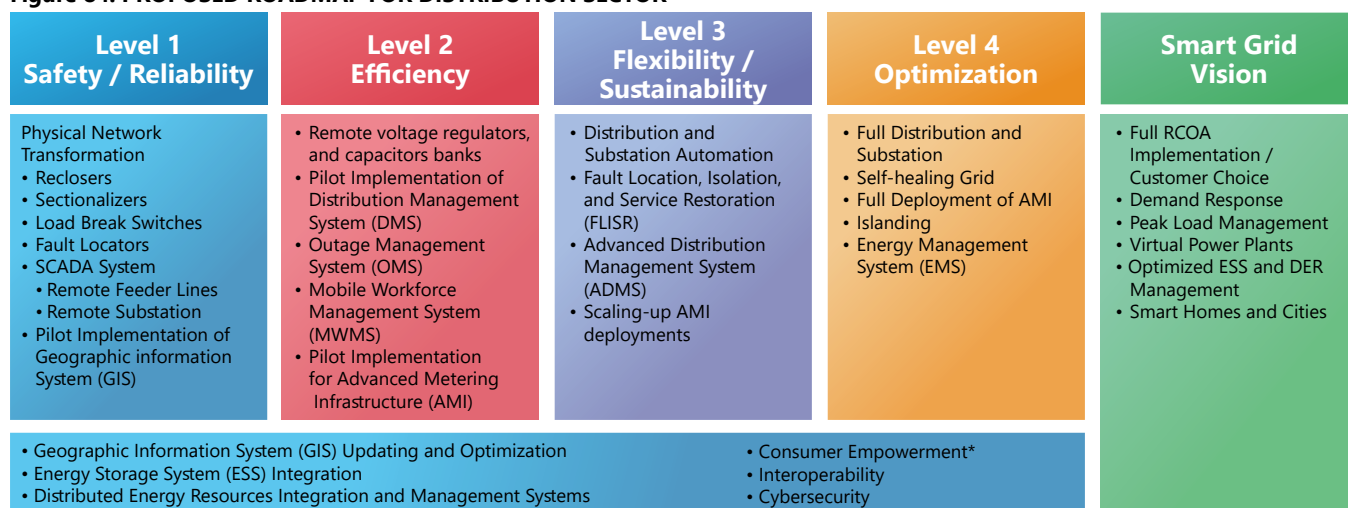 Level 1
Safety / Reliability
Physical Network
Transformation
• Reclosers
• Sectionalizers
• Load Break Switches
• Fault Locators
• SCADA System
• Remote Feeder Lines
• Remote Substation
• Pilot Implementation of
Geographic information
System (GIS)
Level 2
Efficiency
• Remote voltage regulators,
and capacitors banks
• Pilot Implementation of
Distribution Management
System (DMS)
• Outage Management
System (OMS)
• Mobile Workforce
Management System
(MWMS)
• Pilot Implementation
for Advanced Metering
Infrastructure (AMI)
Level 3
Flexibility /
Sustainability
• Distribution and
Substation Automation
• Fault Location, Isolation,
and Service Restoration
(FLISR)
• Advanced Distribution
Management System
(ADMS)
• Scaling-up AMI
deployments
Level 4
Optimization
• Full Distribution and
Substation
• Self-healing Grid
• Full Deployment of AMI
• Islanding
• Energy Management
System (EMS)
Smart Grid
Vision
• Full RCOA
Implementation /
Customer Choice
• Demand Response
• Peak Load Management
• Virtual Power Plants
• Optimized ESS and DER
Management
• Smart Homes and Cities
• Geographic Information System (GIS) Updating and Optimization
• Energy Storage System (ESS) Integration
• Distributed Energy Resources Integration and Management Systems
• Consumer Empowerment*
• Interoperability
• Cybersecurity